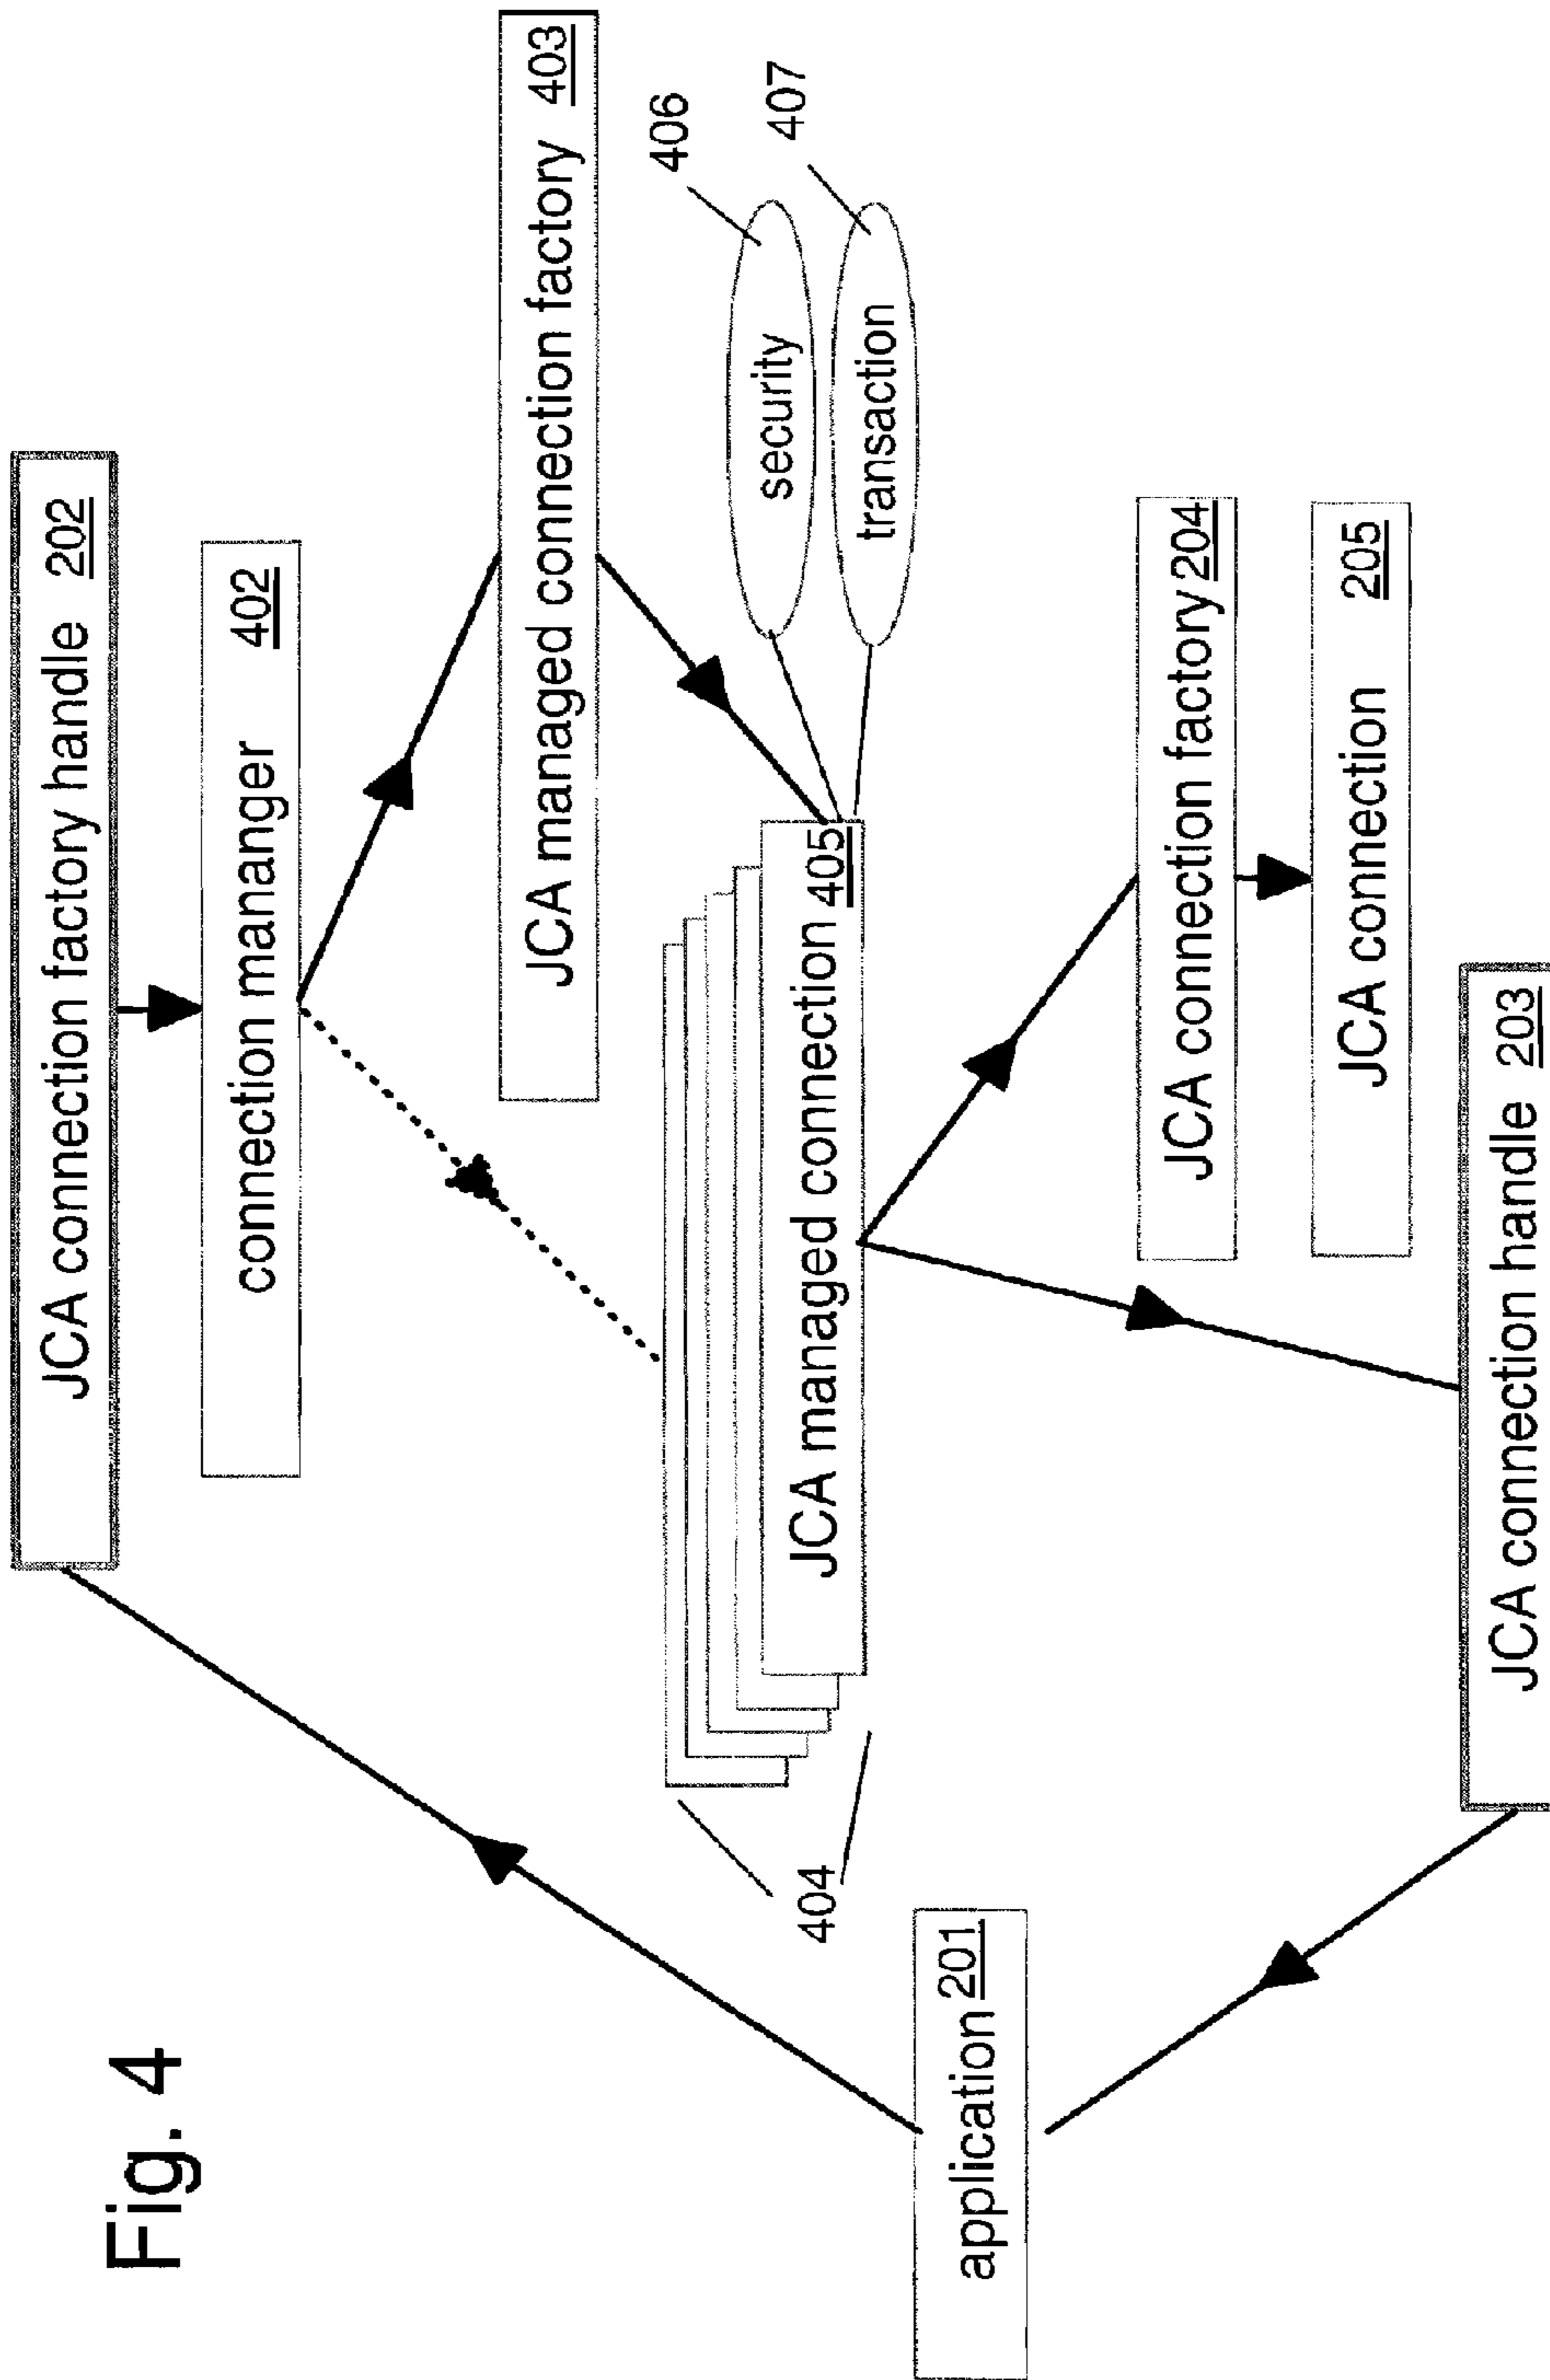 Fig. 4
JCA connection factory handle 202
connection mananger 402
JCA managed connection factory 403
406
security
407
transaction
JCA managed connection 405
404
application 201
JCA connection factory 204
JCA connection 205
JCA connection handle 203